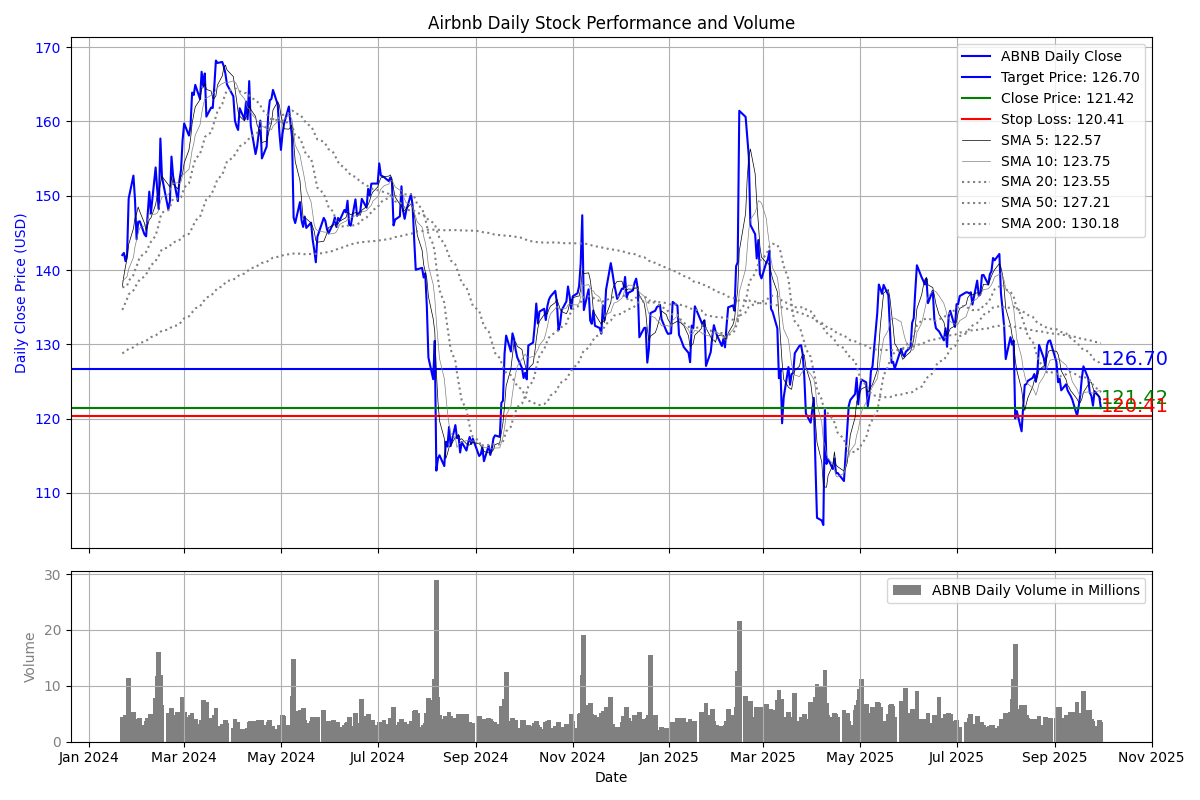 Airbnb Daily Stock Performance and Volume
Daily Close Price (USD)
170
160
150
140
130
120
110
ABNB Daily Close
Target Price: 126.70
Close Price: 121.42
Stop Loss: 120.41
SMA 5: 122.57
SMA 10: 123.75
SMA 20: 123.55
SMA 50: 127.21
SMA 200: 130.18
126.70
121.42
120.41
Volume
30
20
10
0
ABNB Daily Volume in Millions
Jan 2024 Mar 2024 May 2024 Jul 2024 Sep 2024 Nov 2024 Jan 2025 Mar 2025 May 2025 Jul 2025 Sep 2025 Nov 2025
Date